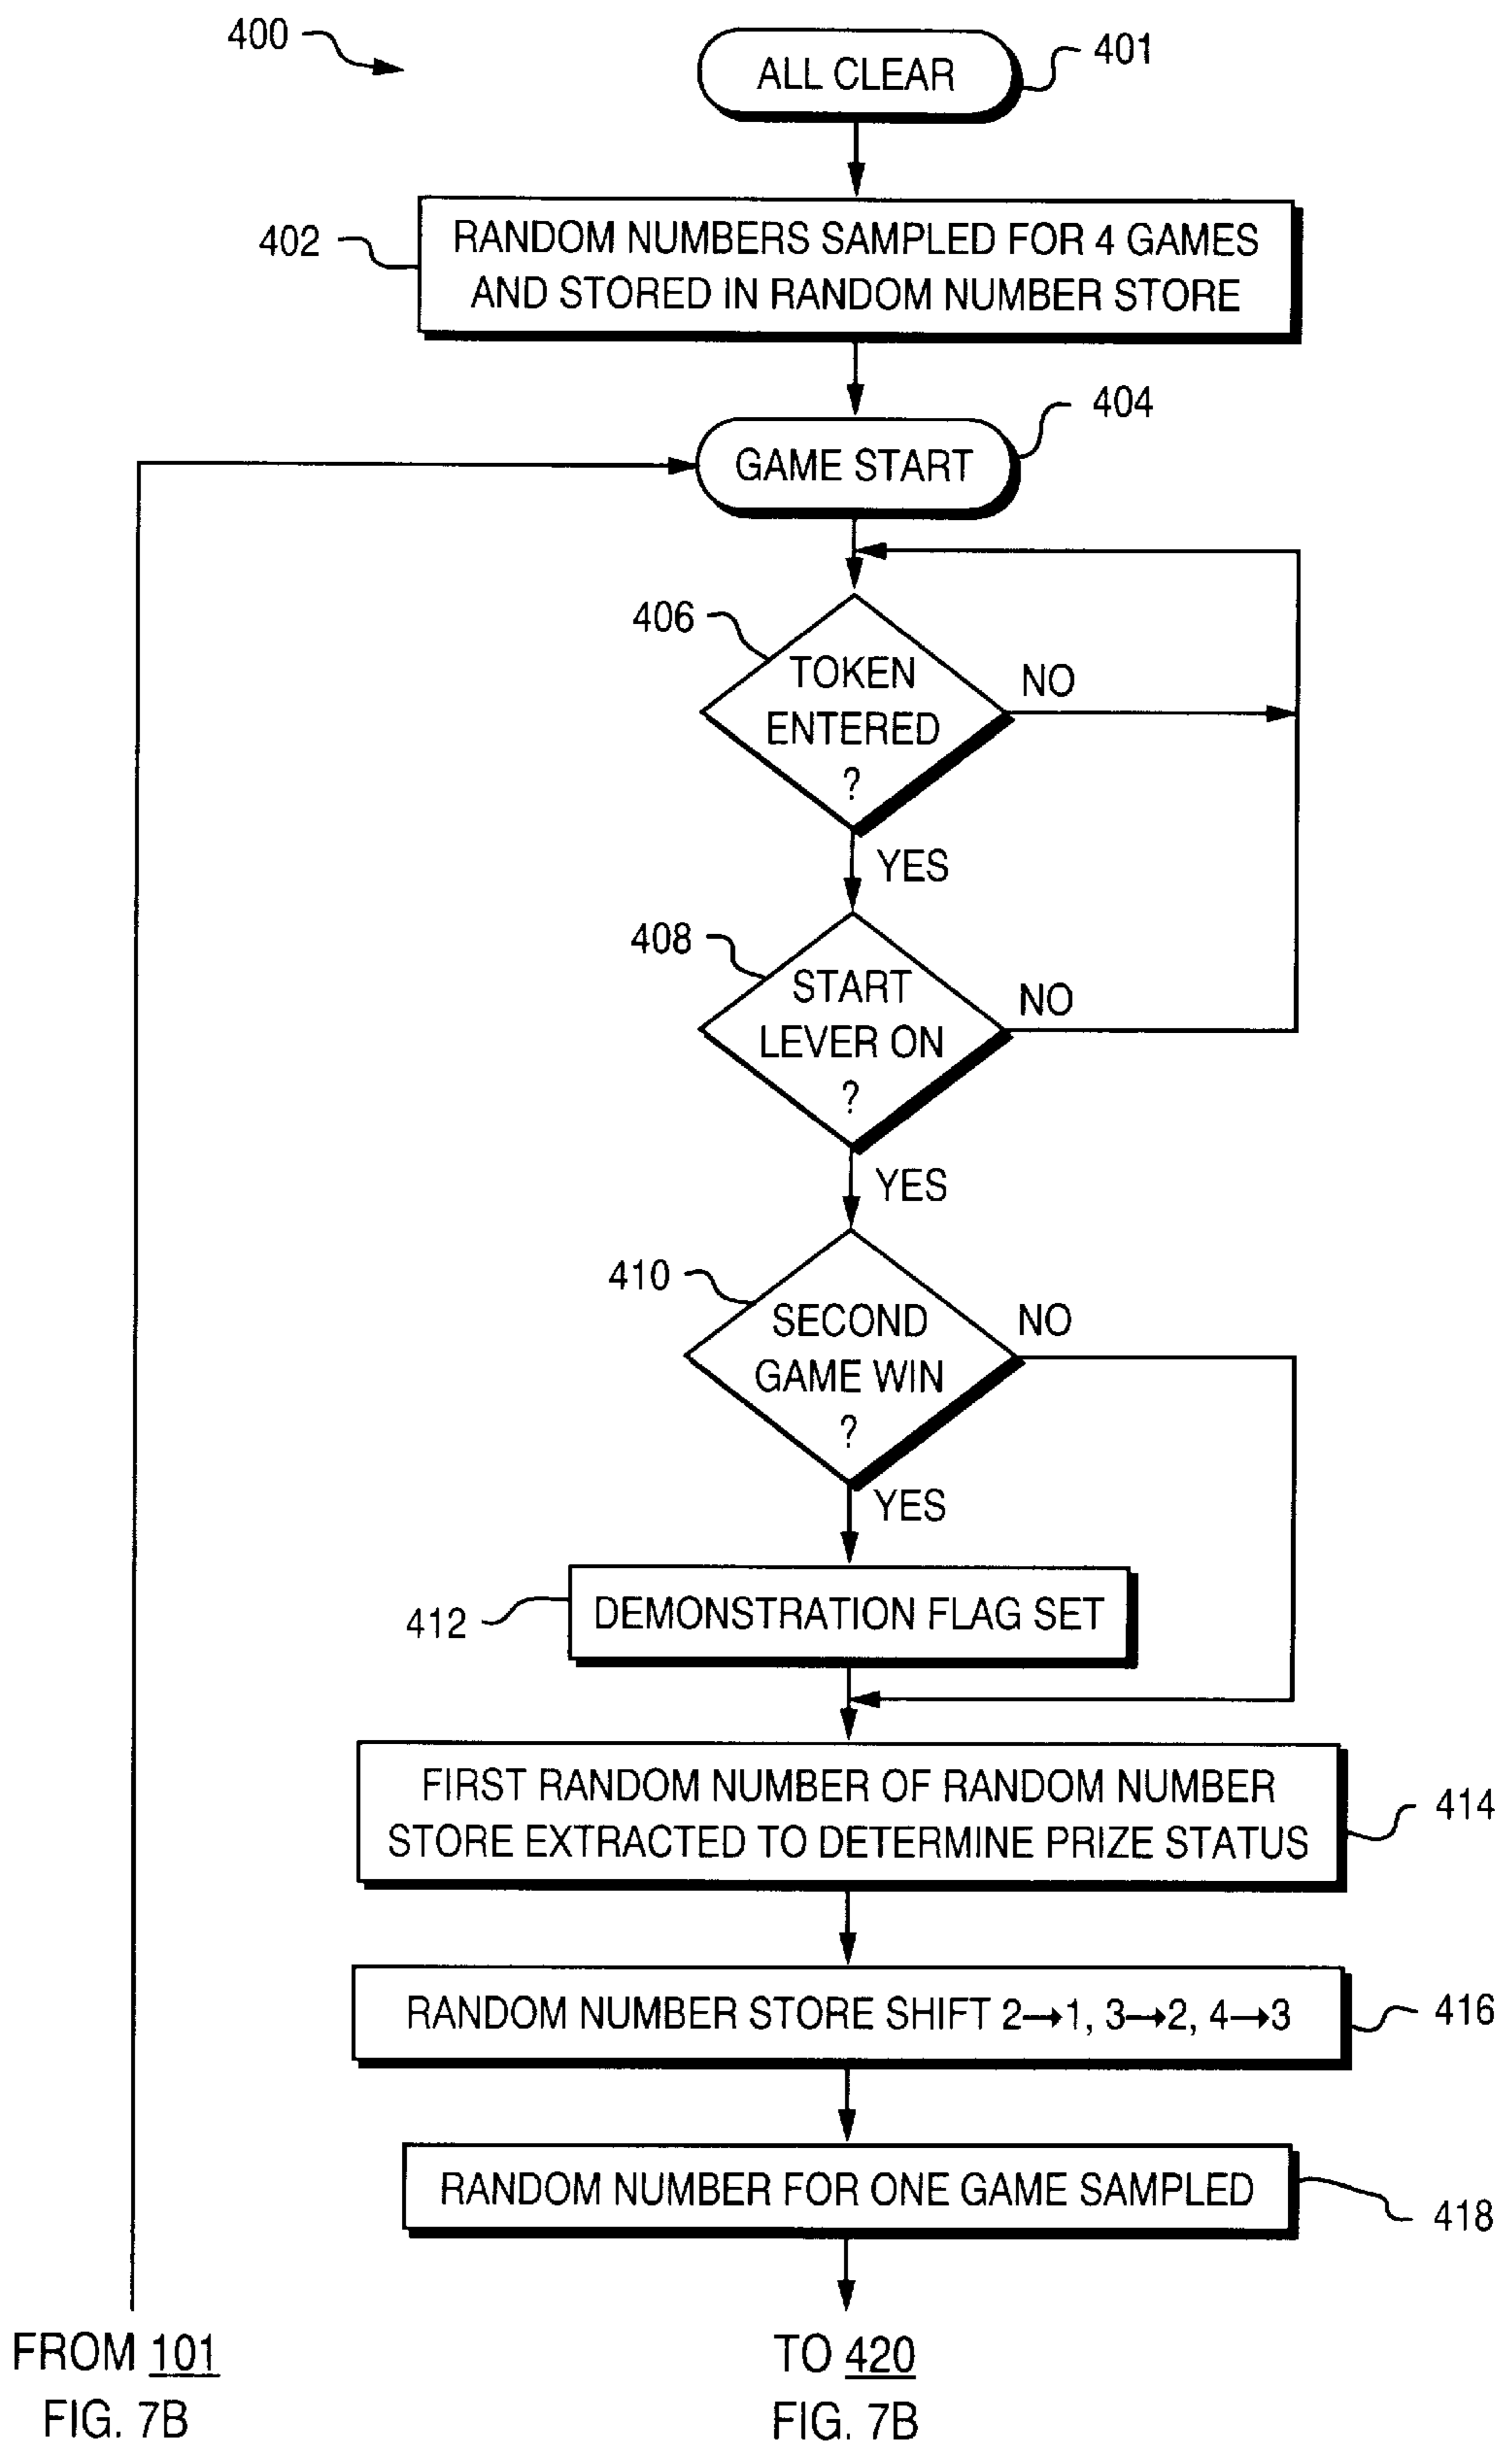 400
ALL CLEAR
401
402
RANDOM NUMBERS SAMPLED FOR 4 GAMES
AND STORED IN RANDOM NUMBER STORE
404
GAME START
406
TOKEN
ENTERED
?
NO
YES
408
START
LEVER ON
?
NO
YES
410
SECOND
GAME WIN
?
NO
YES
412
DEMONSTRATION FLAG SET
FIRST RANDOM NUMBER OF RANDOM NUMBER
STORE EXTRACTED TO DETERMINE PRIZE STATUS
414
RANDOM NUMBER STORE SHIFT 2→1, 3→2, 4→3
416
RANDOM NUMBER FOR ONE GAME SAMPLED
418
FROM 101
FIG. 7B
TO 420
FIG. 7B